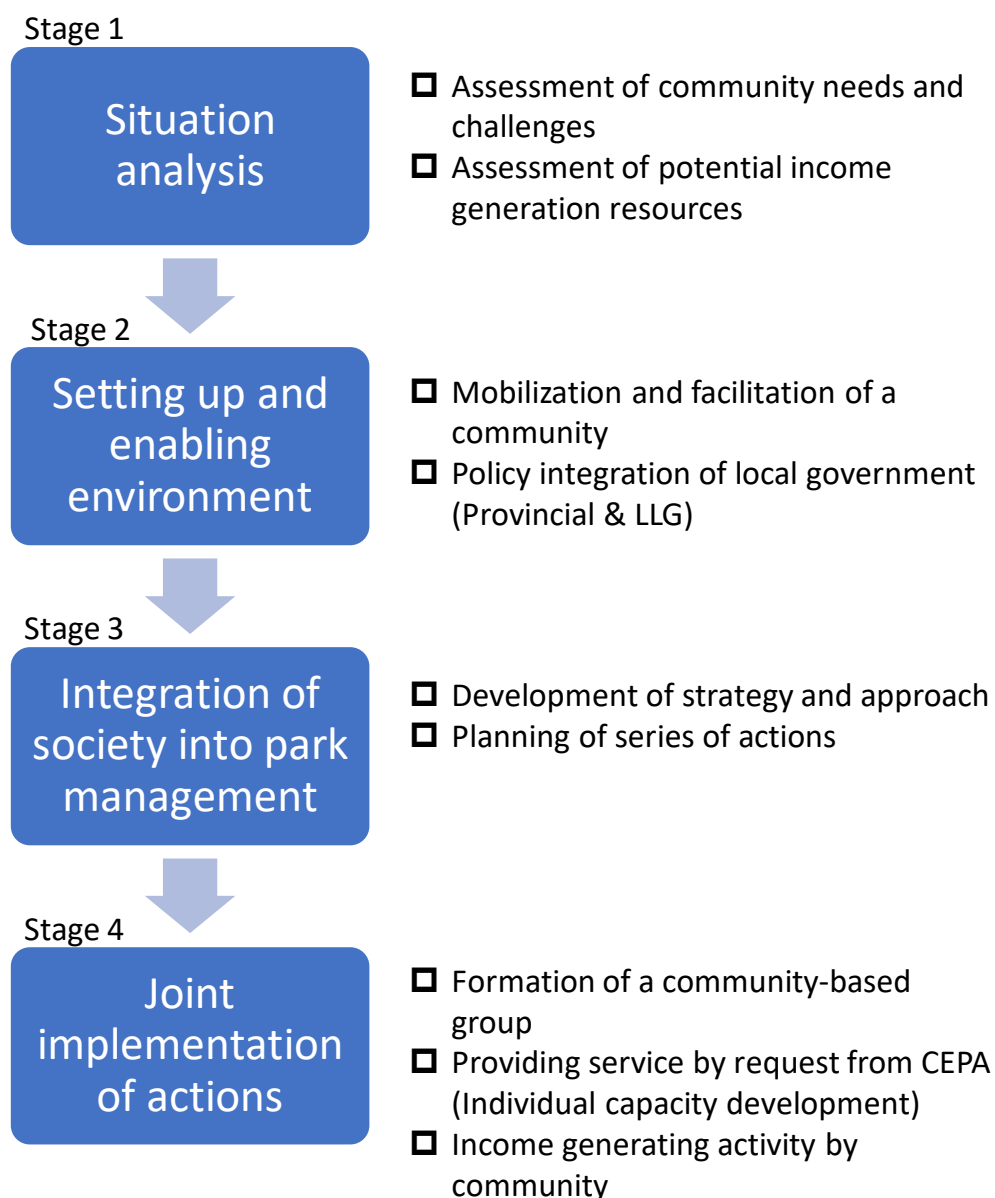 Stage 1
Situation
analysis
Assessment of community needs and
challenges
Assessment of potential income
generation resources
Stage 2
Setting up and
enabling
environment
Mobilization and facilitation of a
community
Policy integration of local government
(Provincial & LLG)
Stage 3
Integration of
society into park
management
Development of strategy and approach
Planning of series of actions
Stage 4
Joint
implementation
of actions
Formation of a community-based
group
Providing service by request from CEPA
(Individual capacity development)
Income generating activity by
community